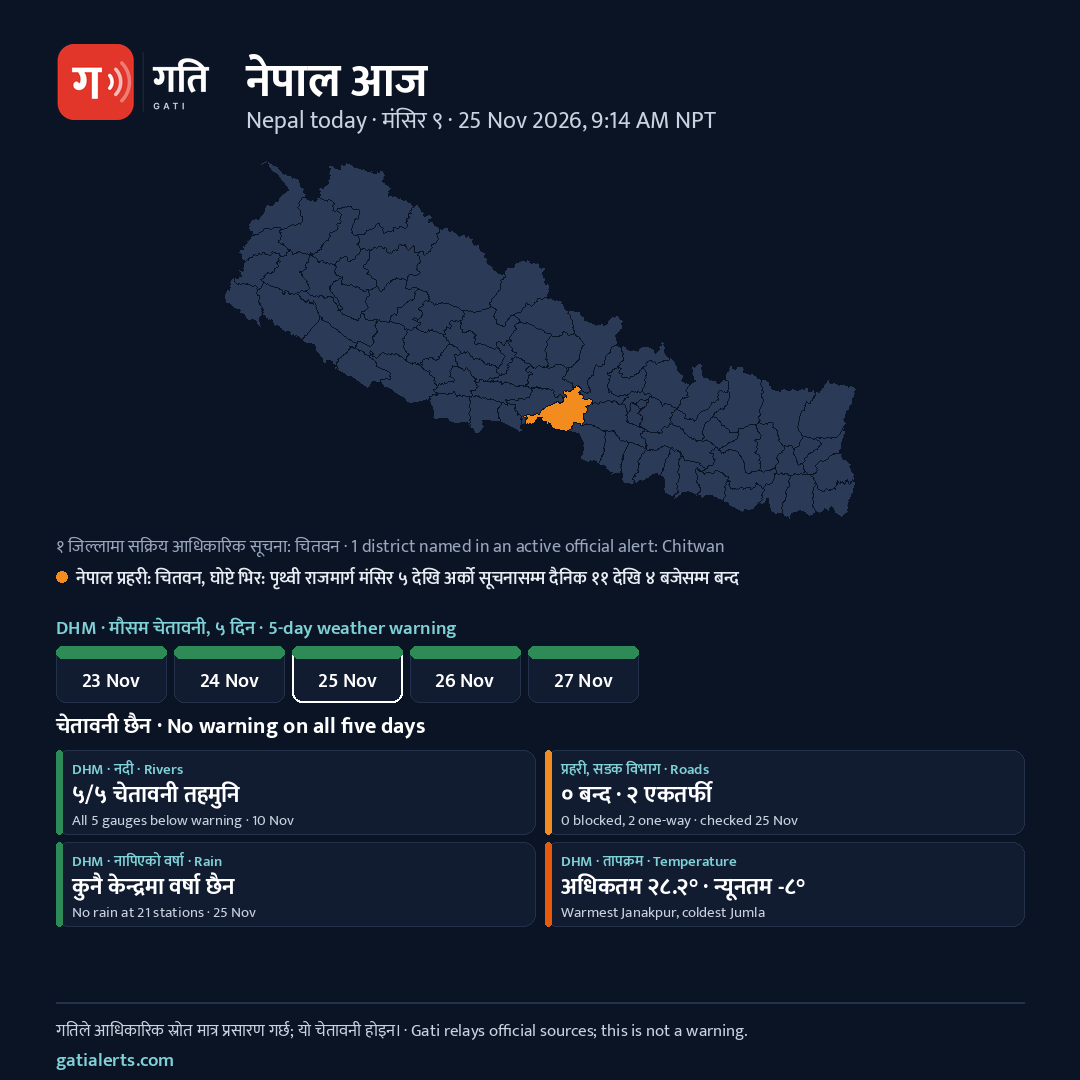 ग गति
GATI
नेपाल आज
Nepal today · मंसिर ९ · 25 Nov 2026, 9:14 AM NPT
१ जिल्लामा सक्रिय आधिकारिक सूचना: चितवन · 1 district named in an active official alert: Chitwan
नेपाल प्रहरी: चितवन, घोप्टे भिर: पृथ्वी राजमार्ग मंसिर ५ देखि अर्को सूचनासम्म दैनिक ११ देखि ४ बजेसम्म बन्द
DHM · मौसम चेतावनी, ५ दिन · 5-day weather warning
23 Nov 24 Nov 25 Nov 26 Nov 27 Nov
चेतावनी छैन · No warning on all five days
DHM · नदी · Rivers
५/५ चेतावनी तहमुनि
All 5 gauges below warning · 10 Nov
प्रहरी, सडक विभाग · Roads
० बन्द · २ एकतर्फी
0 blocked, 2 one-way · checked 25 Nov
DHM · नापिएको वर्षा · Rain
कुनै केन्द्रमा वर्षा छैन
No rain at 21 stations · 25 Nov
DHM · तापक्रम · Temperature
अधिकतम २८.२° · न्यूनतम -८°
Warmest Janakpur, coldest Jumla
गतिले आधिकारिक स्रोत मात्र प्रसारण गर्छ; यो चेतावनी होइन। · Gati relays official sources; this is not a warning.
gatialerts.com